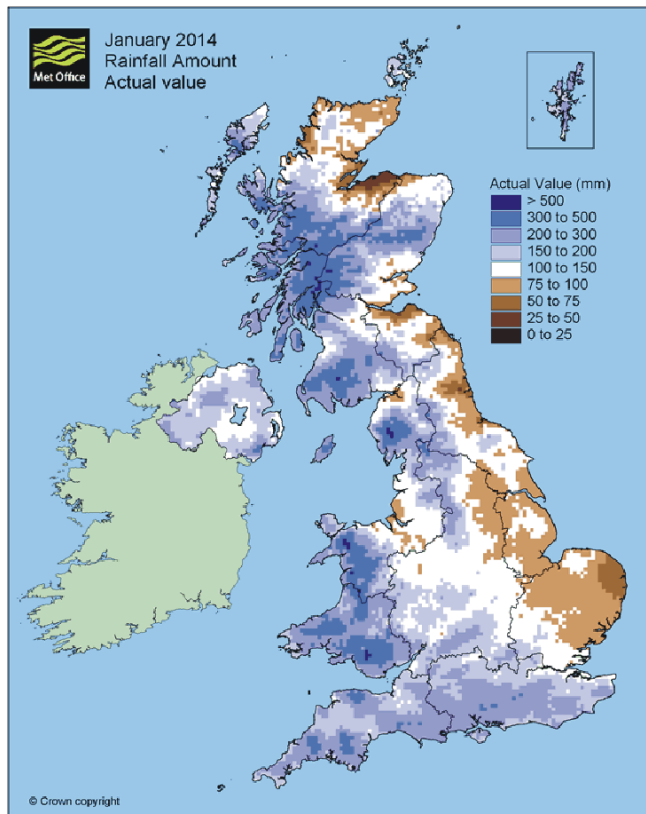 Met Office
January 2014
Rainfall Amount
Actual value
Actual Value (mm)
> 500
300 to 500
200 to 300
150 to 200
100 to 150
75 to 100
50 to 75
25 to 50
0 to 25
© Crown copyright